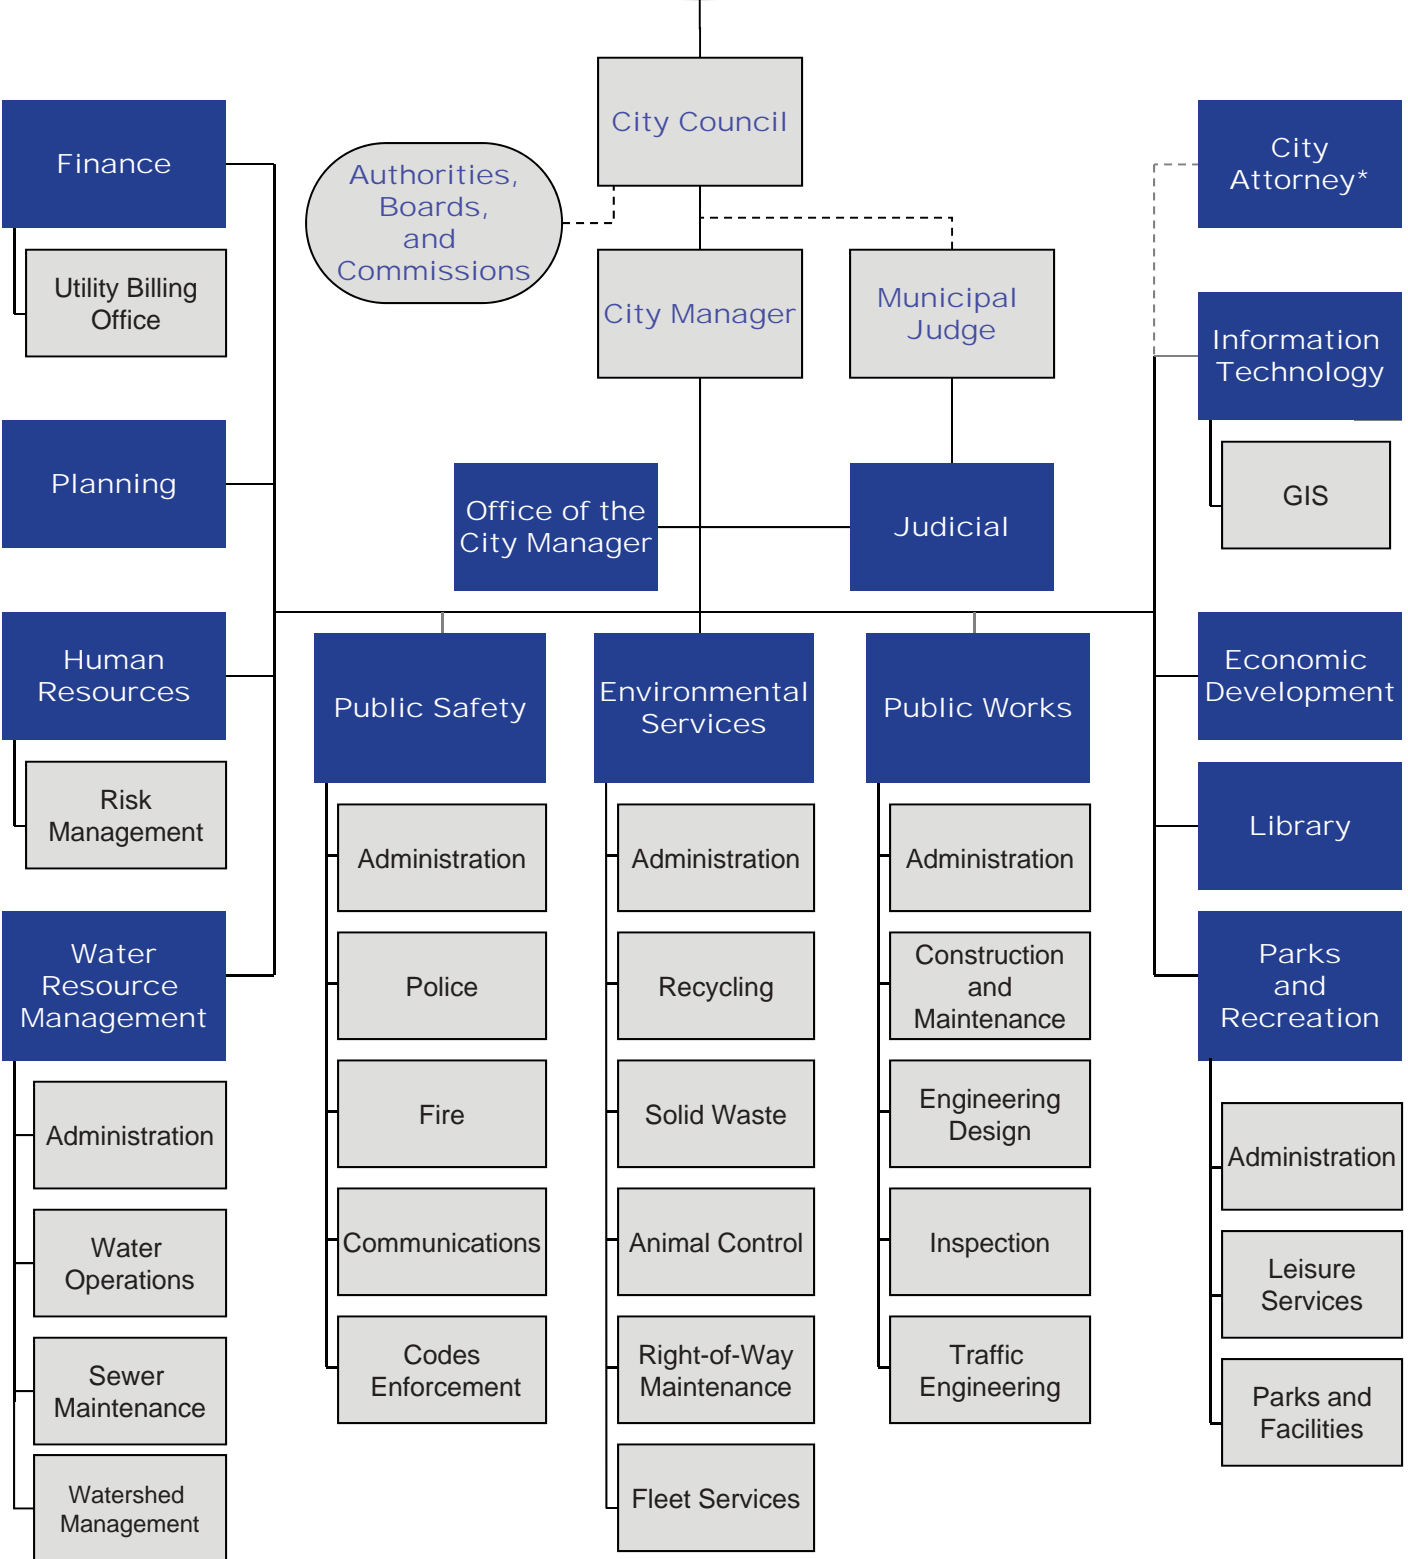 City Council
Finance
City
Attorney*
Authorities,
Boards,
and
Commissions
Utility Billing
Office
City Manager
Municipal
Judge
Information
Technology
Planning
Office of the
City Manager
Judicial
GIS
Human
Resources
Public Safety
Environmental
Services
Public Works
Economic
Development
Risk
Management
Administration
Administration
Administration
Library
Water
Resource
Management
Police
Recycling
Construction
and
Maintenance
Parks
and
Recreation
Administration
Fire
Solid Waste
Engineering
Design
Administration
Water
Operations
Communications
Animal Control
Inspection
Leisure
Services
Sewer
Maintenance
Codes
Enforcement
Right-of-Way
Maintenance
Traffic
Engineering
Parks and
Facilities
Watershed
Management
Fleet Services